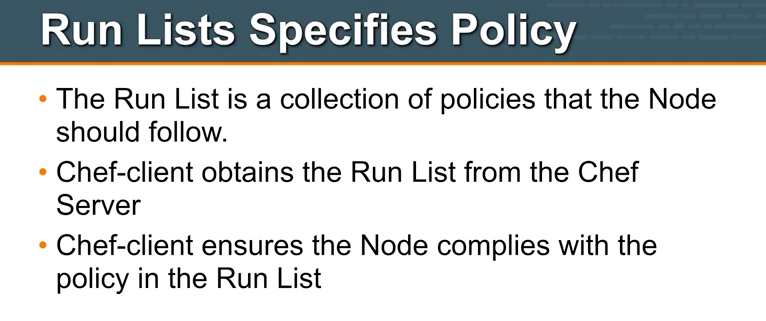 Run Lists Specifies Policy
• The Run List is a collection of policies that the Node
should follow.
• Chef-client obtains the Run List from the Chef
Server
• Chef-client ensures the Node complies with the
policy in the Run List